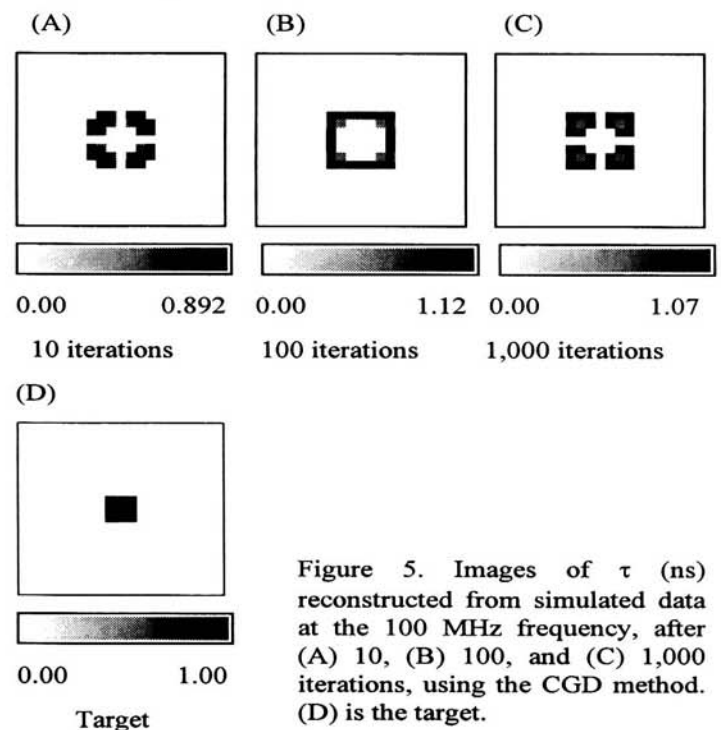 (A) (B) (C)
0.00 0.892 0.00 1.12 0.00 1.07
10 iterations 100 iterations 1,000 iterations
(D)
0.00 1.00
Target
Figure 5. Images of τ (ns)
reconstructed from simulated data
at the 100 MHz frequency, after
(A) 10, (B) 100, and (C) 1,000
iterations, using the CGD method.
(D) is the target.